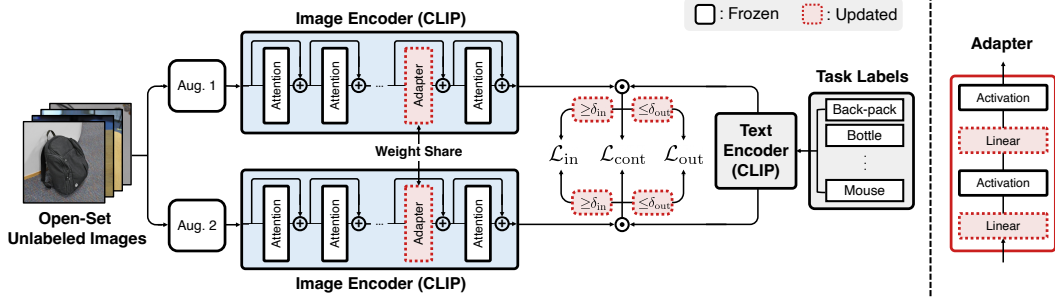 Image Encoder (CLIP)
: Frozen
: Updated
Aug. 1
Attention
Attention
...
Adapter
Attention
Adapter
Activation
Linear
Activation
Linear
Task Labels
Back-pack
Bottle
⋮
Mouse
≥δin
≤δout
Weight Share
Lin
Lcont
Lout
Text
Encoder
(CLIP)
≥δin
≤δout
Open-Set
Unlabeled Images
Aug. 2
Attention
Attention
...
Adapter
Attention
Image Encoder (CLIP)